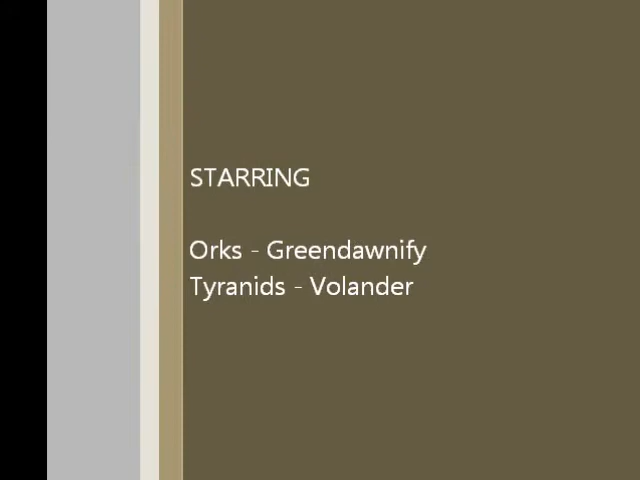 STARRING
Orks - Greendawnify
Tyranids - Volander